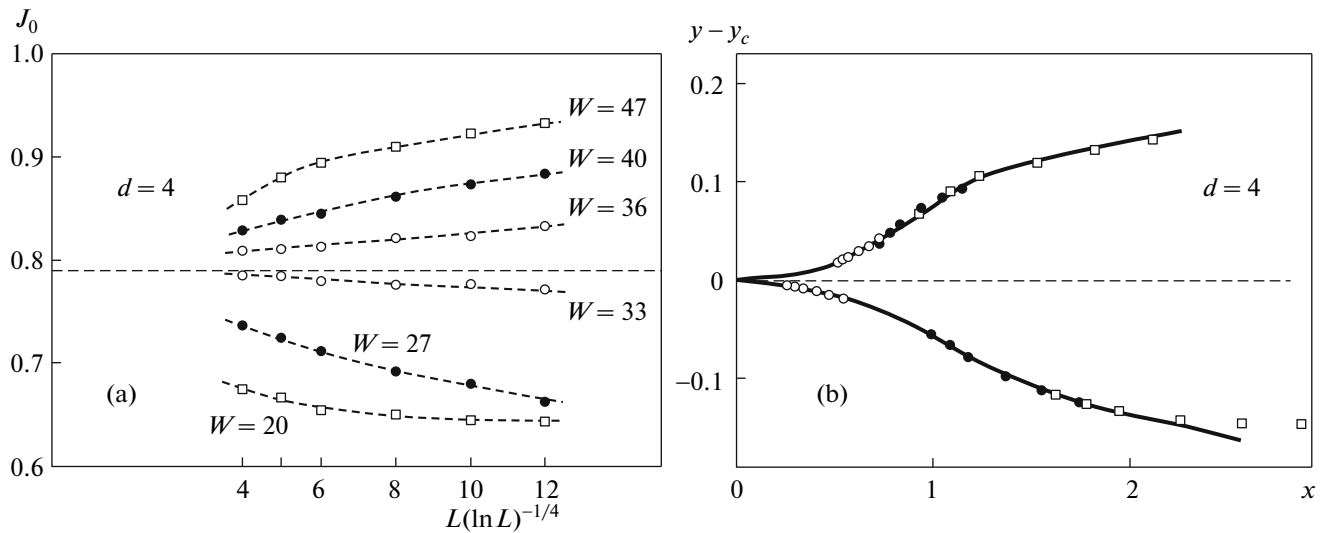 J₀
1.0
0.9
0.8
0.7
0.6
d = 4
W = 47
W = 40
W = 36
W = 33
W = 27
W = 20
(a)
4 6 8 10 12
L(ln L)⁻¹/⁴
y – y_c
0.2
0.1
0
–0.1
d = 4
(b)
0 1 2 x